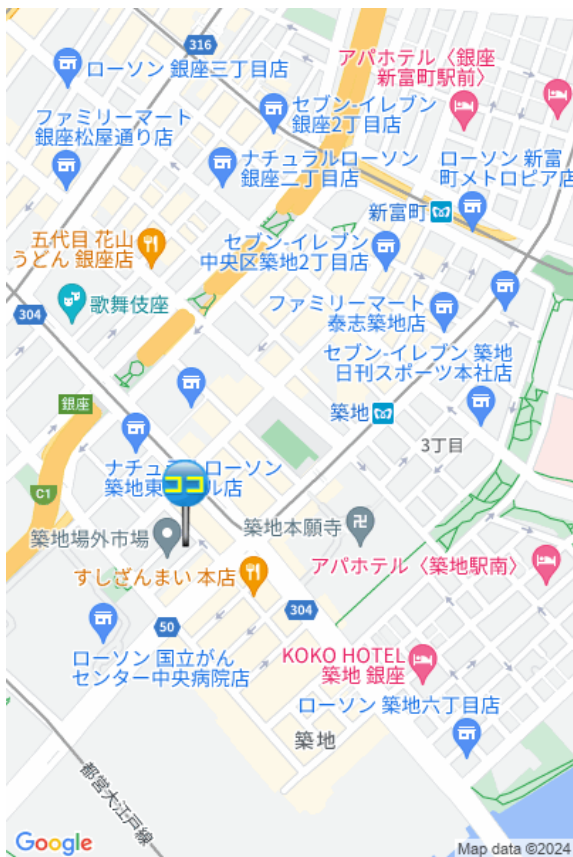 316
ローソン 銀座三丁目店
アパホテル〈銀座
新富町駅前〉
ファミリーマート
銀座松屋通り店
セブン-イレブン
銀座2丁目店
ナチュラルローソン
銀座二丁目店
ローソン 新富
町メトロピア店
新富町
五代目 花山
うどん 銀座店
セブン-イレブン
中央区築地2丁目店
歌舞伎座
304
ファミリーマート
泰志築地店
セブン-イレブン 築地
日刊スポーツ本社店
銀座
築地
3丁目
C1
ナチュ
ローソン
築地東
ル店
ココ
築地場外市場
築地本願寺
すしざんまい 本店
アパホテル〈築地駅南〉
304
50
ローソン 国立がん
センター中央病院店
KOKO HOTEL
築地 銀座
ローソン 築地六丁目店
築地
都営大江戸線
Google
Map data ©2024